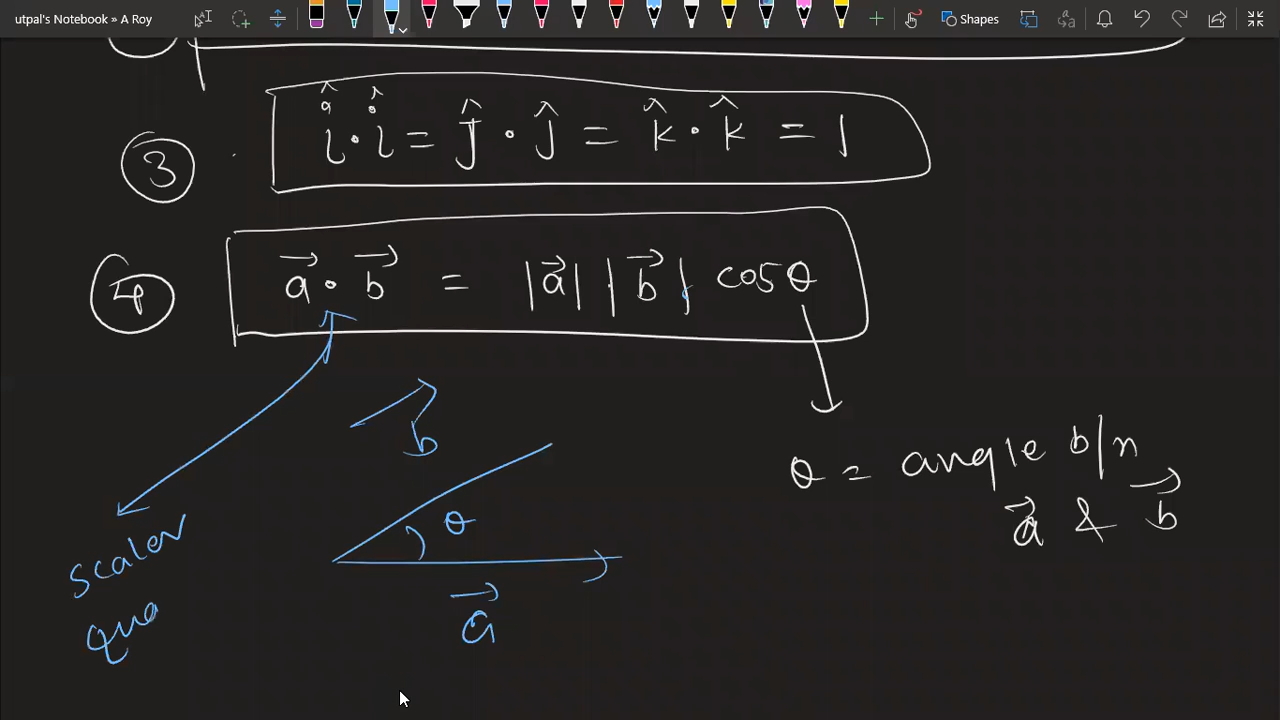 utpal's Notebook » A Roy
Shapes
③ î·î = ĵ·ĵ = k̂·k̂ = 1
④ a⃗·b⃗ = |a⃗| |b⃗| cosθ
b⃗
θ = angle b/n
a⃗ & b⃗
θ
scaler
qua
a⃗